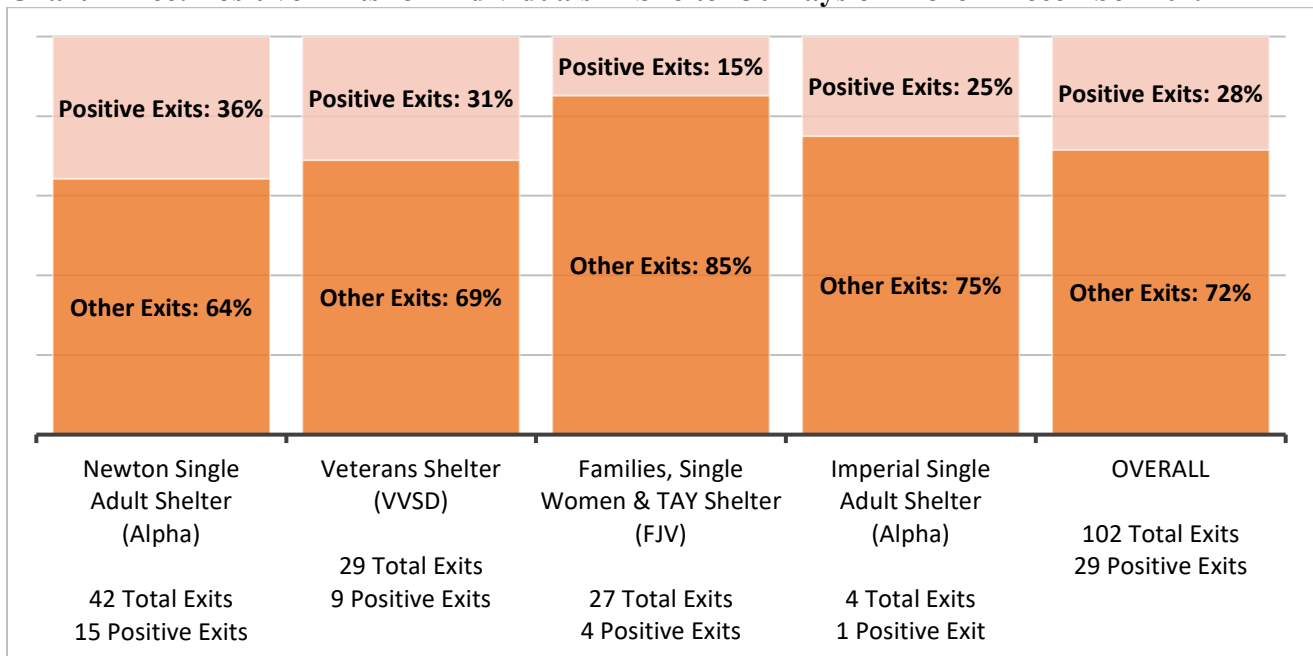 Positive Exits: 36%
Positive Exits: 31%
Positive Exits: 15%
Positive Exits: 25%
Positive Exits: 28%
Other Exits: 64%
Other Exits: 69%
Other Exits: 85%
Other Exits: 75%
Other Exits: 72%
Newton Single
Adult Shelter
(Alpha)
42 Total Exits
15 Positive Exits
Veterans Shelter
(VVSD)
29 Total Exits
9 Positive Exits
Families, Single
Women & TAY Shelter
(FJV)
27 Total Exits
4 Positive Exits
Imperial Single
Adult Shelter
(Alpha)
4 Total Exits
1 Positive Exit
OVERALL
102 Total Exits
29 Positive Exits